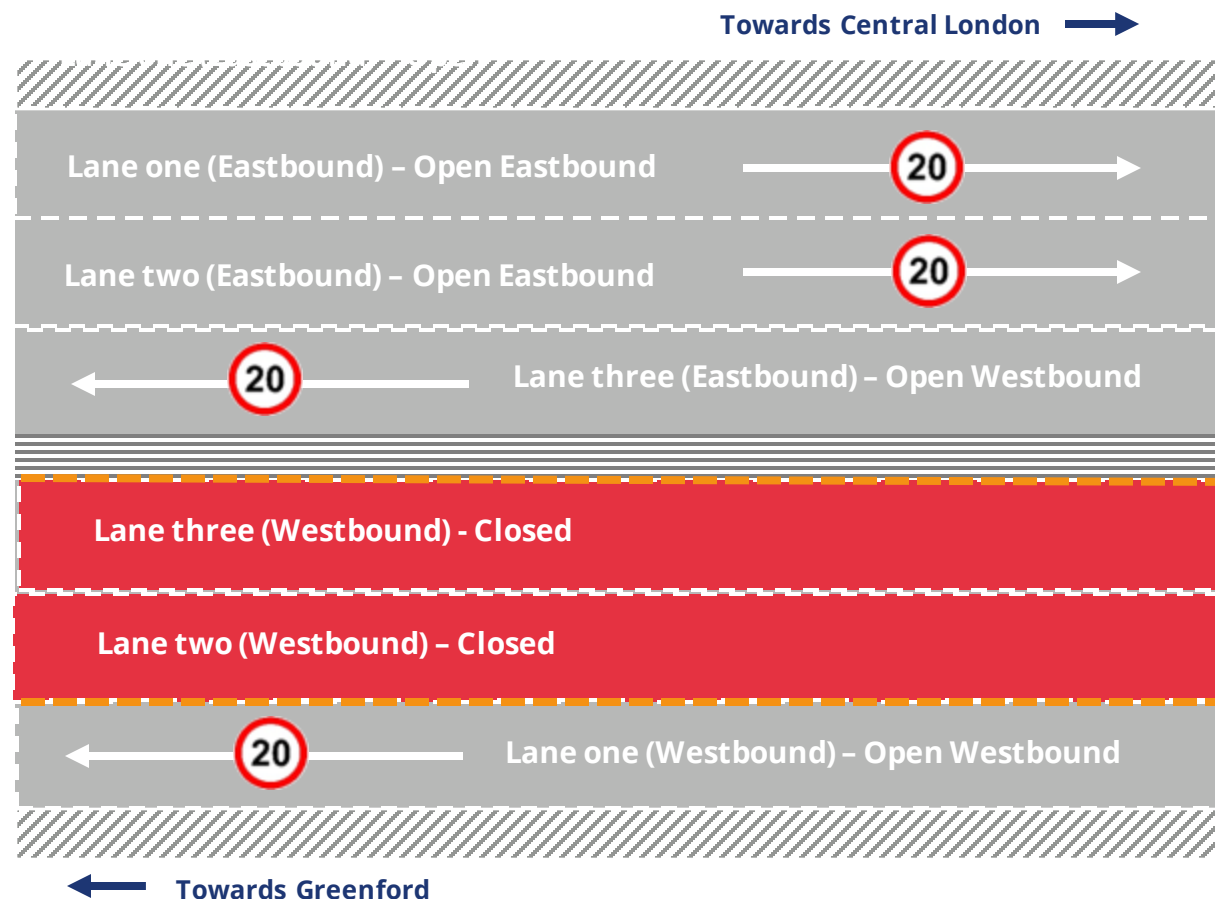 Towards Central London
Lane one (Eastbound) – Open Eastbound
20
Lane two (Eastbound) – Open Eastbound
20
20
Lane three (Eastbound) – Open Westbound
Lane three (Westbound) - Closed
Lane two (Westbound) – Closed
20
Lane one (Westbound) – Open Westbound
Towards Greenford